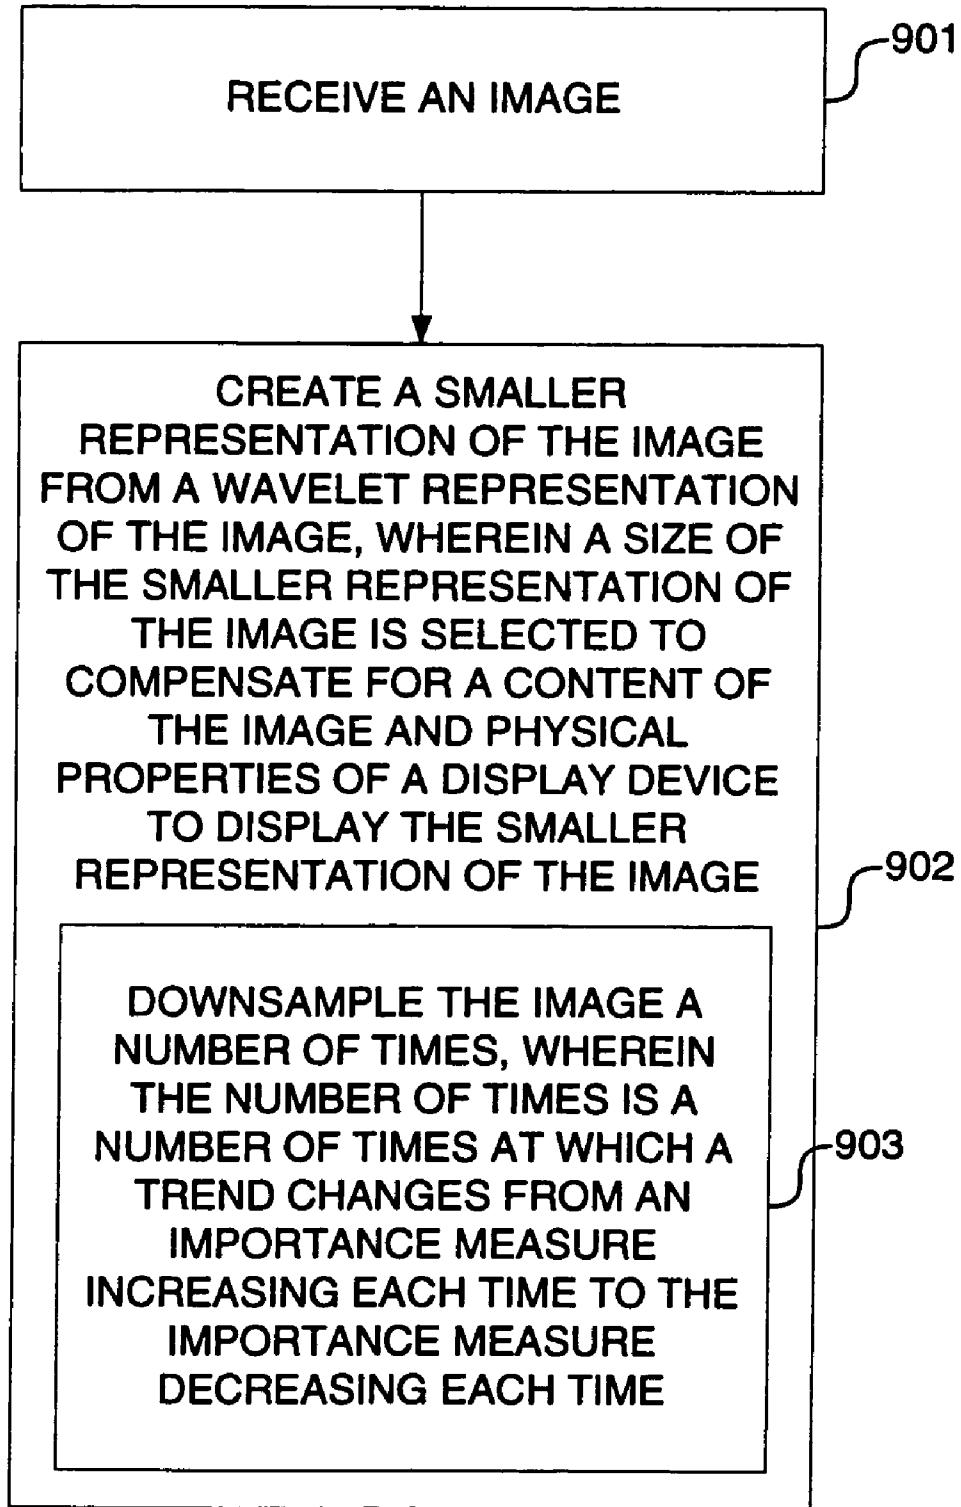 901
RECEIVE AN IMAGE
CREATE A SMALLER
REPRESENTATION OF THE IMAGE
FROM A WAVELET REPRESENTATION
OF THE IMAGE, WHEREIN A SIZE OF
THE SMALLER REPRESENTATION OF
THE IMAGE IS SELECTED TO
COMPENSATE FOR A CONTENT OF
THE IMAGE AND PHYSICAL
PROPERTIES OF A DISPLAY DEVICE
TO DISPLAY THE SMALLER
REPRESENTATION OF THE IMAGE
902
DOWNSAMPLE THE IMAGE A
NUMBER OF TIMES, WHEREIN
THE NUMBER OF TIMES IS A
NUMBER OF TIMES AT WHICH A
TREND CHANGES FROM AN
IMPORTANCE MEASURE
INCREASING EACH TIME TO THE
IMPORTANCE MEASURE
DECREASING EACH TIME
903